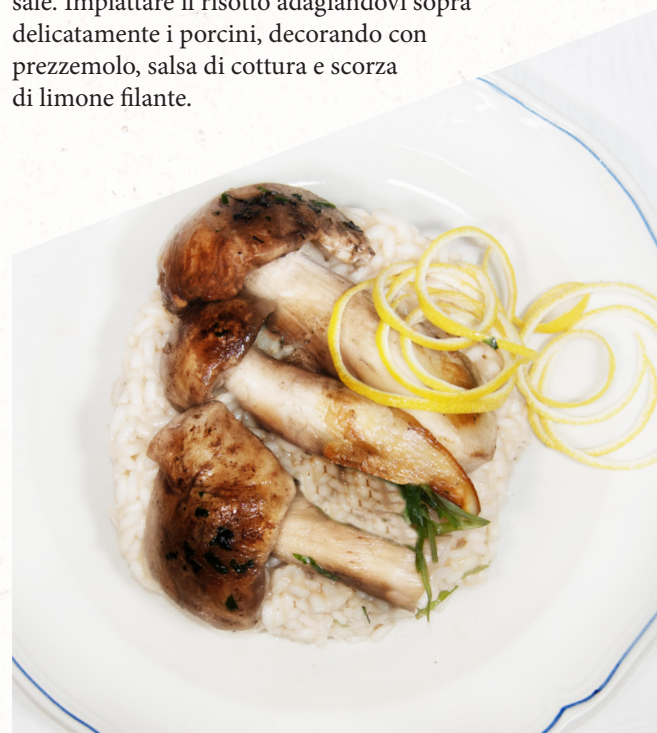 sale. Impiattare il risotto adagiandovi sopra
delicatamente i porcini, decorando con
prezzemolo, salsa di cottura e scorza
di limone filante.